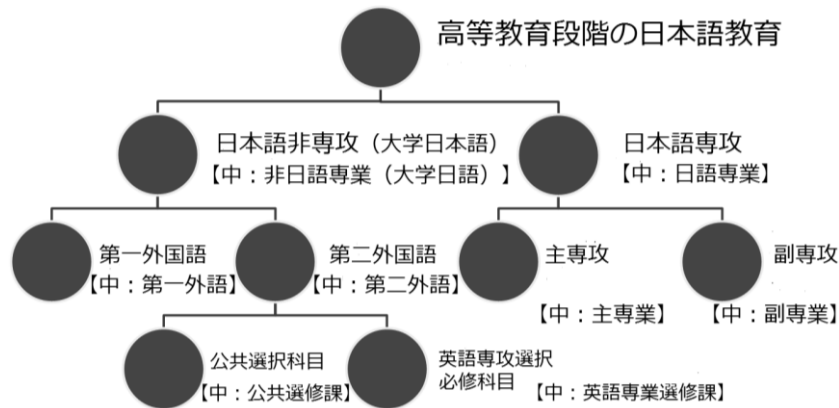 高等教育段階の日本語教育
日本語非専攻（大学日本語）
【中：非日語専業（大学日語）】
日本語専攻
【中：日語専業】
第一外国語
【中：第一外語】
第二外国語
【中：第二外語】
主専攻
【中：主専業】
副専攻
【中：副専業】
公共選択科目
【中：公共選修課】
英語専攻選択
必修科目
【中：英語専業選修課】